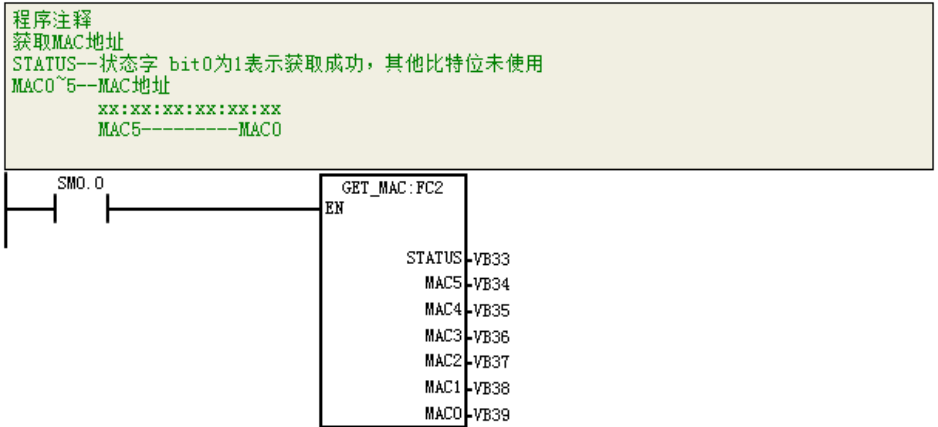 程序注释
获取MAC地址
STATUS--状态字 bit0为1表示获取成功，其他比特位未使用
MAC0~5--MAC地址
xx:xx:xx:xx:xx:xx
MAC5---------MAC0
SM0.0
GET_MAC:FC2
EN
STATUS VB33
MAC5 VB34
MAC4 VB35
MAC3 VB36
MAC2 VB37
MAC1 VB38
MAC0 VB39